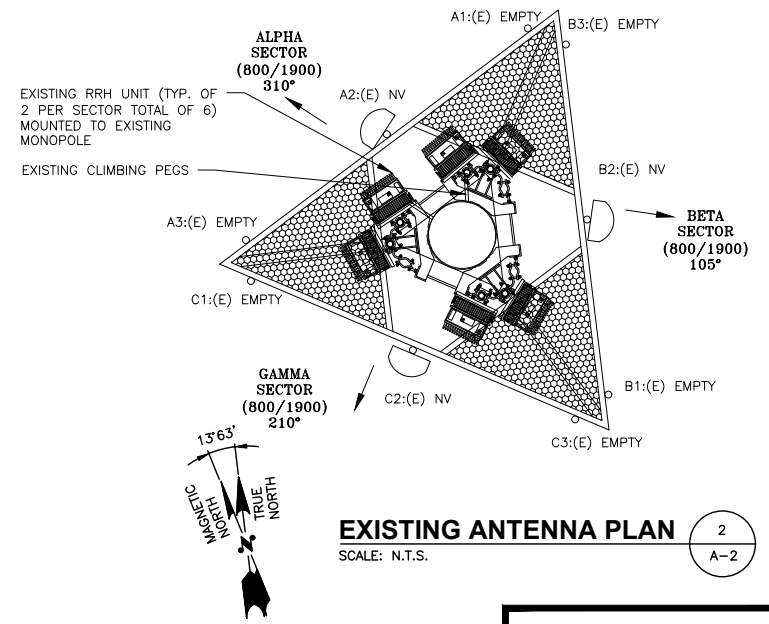 A1:(E) EMPTY
B3:(E) EMPTY
ALPHA
SECTOR
(800/1900)
310°
EXISTING RRH UNIT (TYP. OF
2 PER SECTOR TOTAL OF 6)
MOUNTED TO EXISTING
MONOPOLE
A2:(E) NV
EXISTING CLIMBING PEGS
B2:(E) NV
A3:(E) EMPTY
BETA
SECTOR
(800/1900)
105°
C1:(E) EMPTY
GAMMA
SECTOR
(800/1900)
210°
C2:(E) NV
B1:(E) EMPTY
C3:(E) EMPTY
13°63'
MAGNETIC
NORTH
TRUE
NORTH
N
EXISTING ANTENNA PLAN
SCALE: N.T.S.
2
A-2